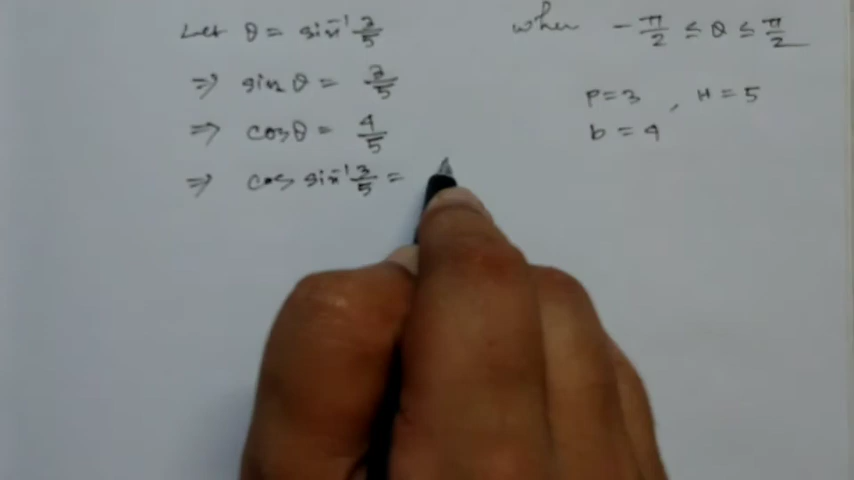 Let θ = sin⁻¹ 3/5 when -π/2 ≤ θ ≤ π/2
⇒ sin θ = 3/5
P=3, H=5
⇒ cosθ = 4/5
b = 4
⇒ cos sin⁻¹ 3/5 =